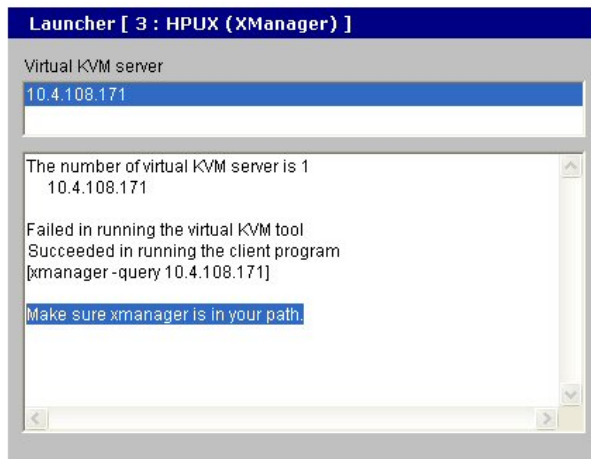 Launcher [ 3 : HPUX (XManager) ]
Virtual KVM server
10.4.108.171
The number of virtual KVM server is 1
10.4.108.171
Failed in running the virtual KVM tool
Succeeded in running the client program
[xmanager -query 10.4.108.171]
Make sure xmanager is in your path.